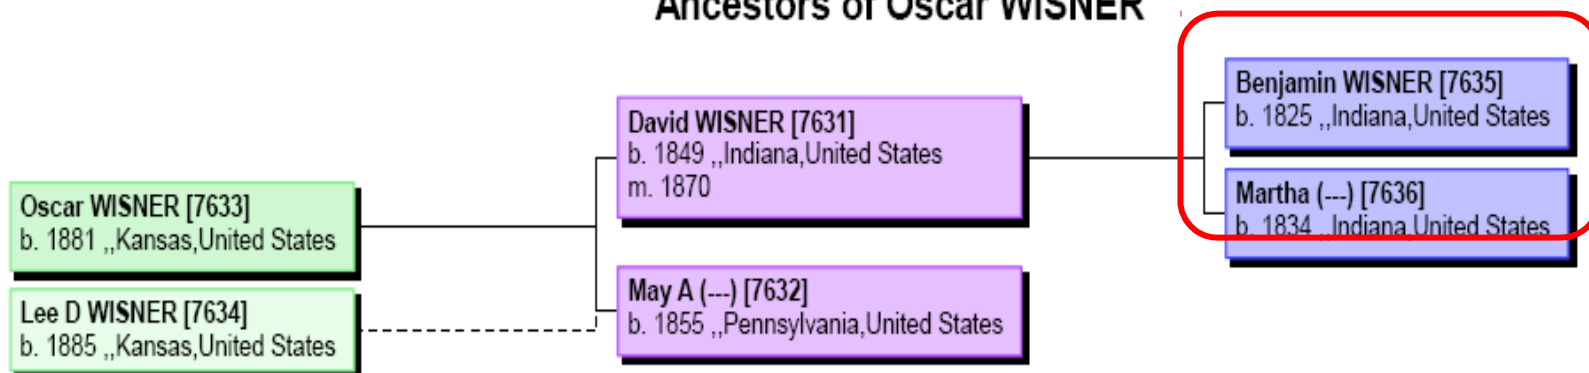 Ancestors of Oscar WISNER
Benjamin WISNER [7635]
b. 1825 ,,Indiana,United States
David WISNER [7631]
b. 1849 ,,Indiana,United States
m. 1870
Martha (---) [7636]
b. 1834 ,,Indiana,United States
Oscar WISNER [7633]
b. 1881 ,,Kansas,United States
May A (---) [7632]
b. 1855 ,,Pennsylvania,United States
Lee D WISNER [7634]
b. 1885 ,,Kansas,United States